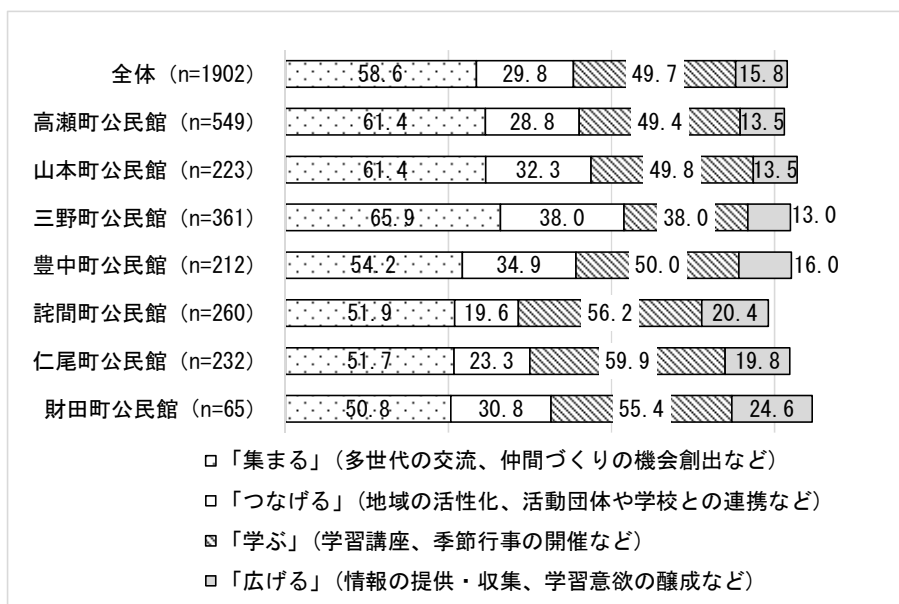 全体 (n=1902) 58.6 29.8 49.7 15.8
高瀬町公民館 (n=549) 61.4 28.8 49.4 13.5
山本町公民館 (n=223) 61.4 32.3 49.8 13.5
三野町公民館 (n=361) 65.9 38.0 38.0 13.0
豊中町公民館 (n=212) 54.2 34.9 50.0 16.0
詫間町公民館 (n=260) 51.9 19.6 56.2 20.4
仁尾町公民館 (n=232) 51.7 23.3 59.9 19.8
財田町公民館 (n=65) 50.8 30.8 55.4 24.6
「集まる」(多世代の交流、仲間づくりの機会創出など)
「つなげる」(地域の活性化、活動団体や学校との連携など)
「学ぶ」(学習講座、季節行事の開催など)
「広げる」(情報の提供・収集、学習意欲の醸成など)